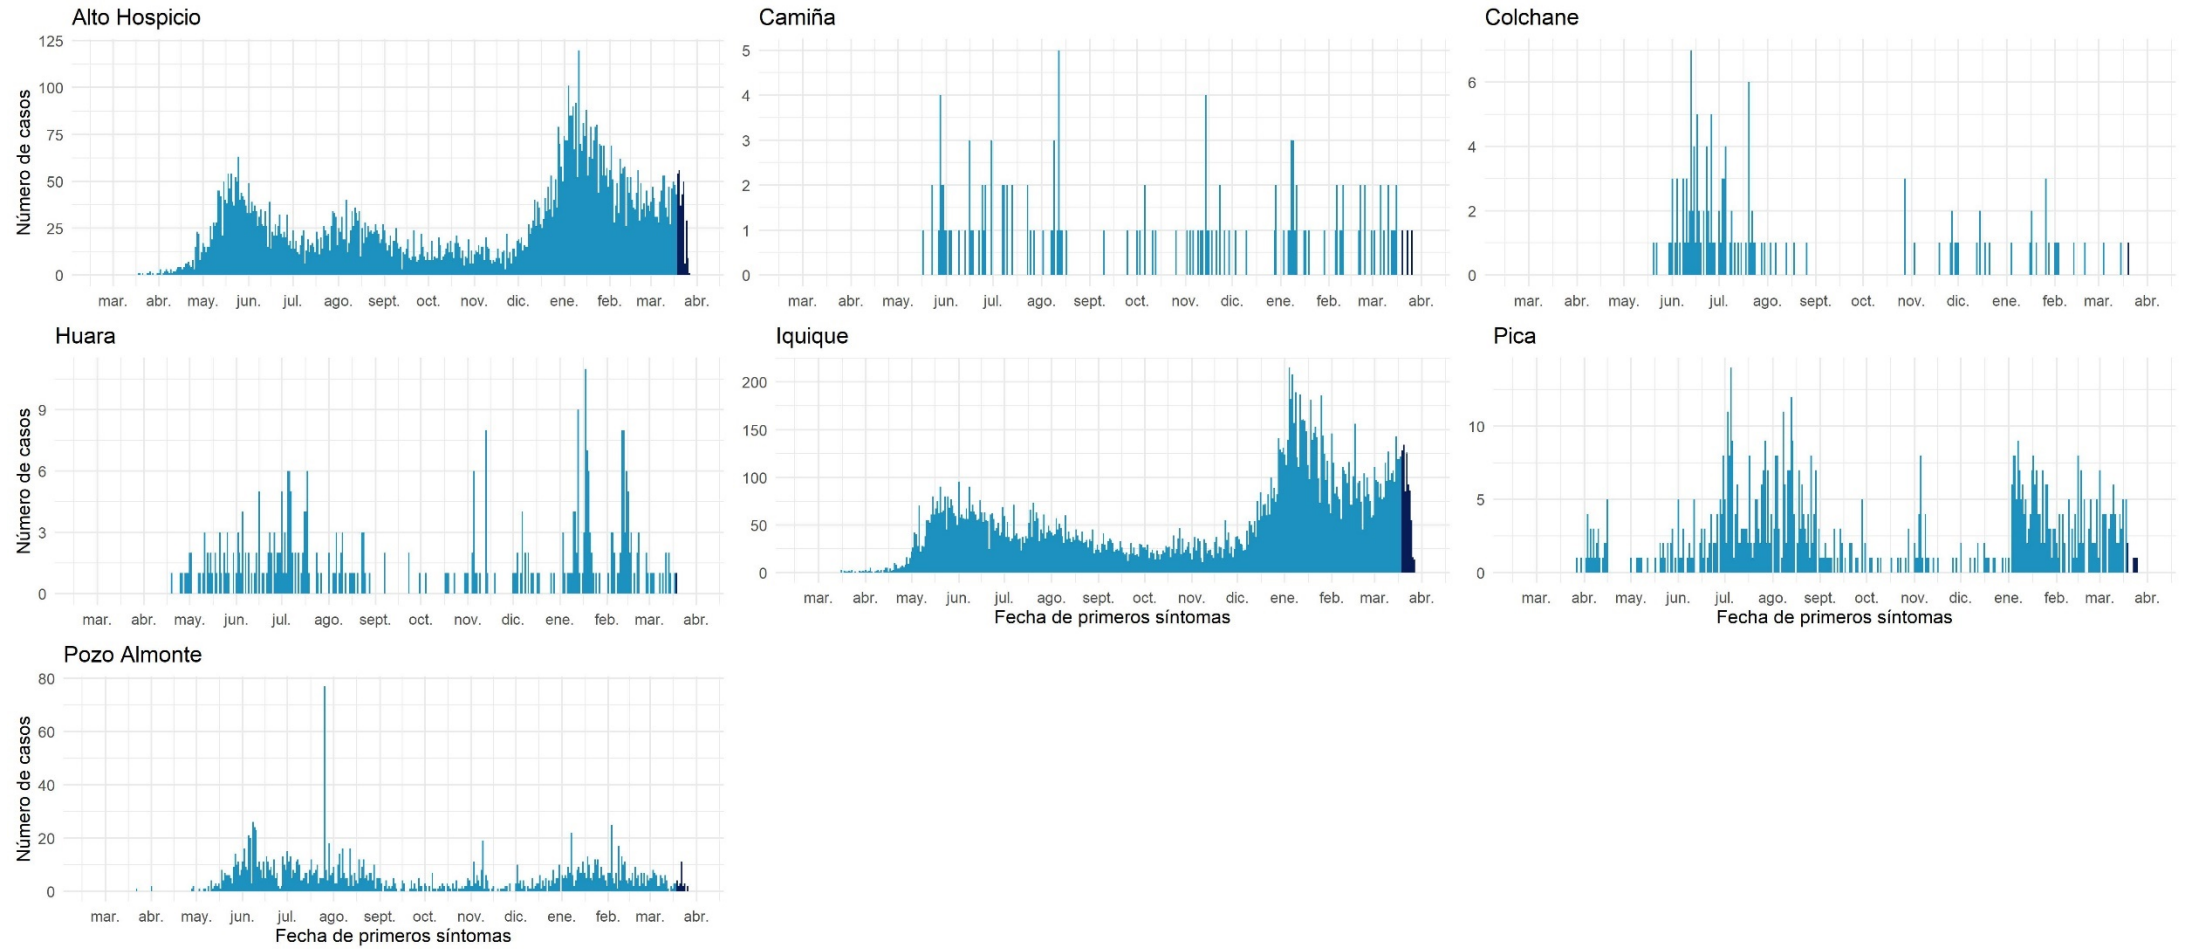 Alto Hospicio
Número de casos
125
100
75
50
25
0
mar. abr. may. jun. jul. ago. sept. oct. nov. dic. ene. feb. mar. abr.
Camiña
5
4
3
2
1
0
mar. abr. may. jun. jul. ago. sept. oct. nov. dic. ene. feb. mar. abr.
Colchane
6
4
2
0
mar. abr. may. jun. jul. ago. sept. oct. nov. dic. ene. feb. mar. abr.
Huara
Número de casos
9
6
3
0
mar. abr. may. jun. jul. ago. sept. oct. nov. dic. ene. feb. mar. abr.
Iquique
200
150
100
50
0
mar. abr. may. jun. jul. ago. sept. oct. nov. dic. ene. feb. mar. abr.
Fecha de primeros síntomas
Pica
10
5
0
mar. abr. may. jun. jul. ago. sept. oct. nov. dic. ene. feb. mar. abr.
Fecha de primeros síntomas
Pozo Almonte
Número de casos
80
60
40
20
0
mar. abr. may. jun. jul. ago. sept. oct. nov. dic. ene. feb. mar. abr.
Fecha de primeros síntomas